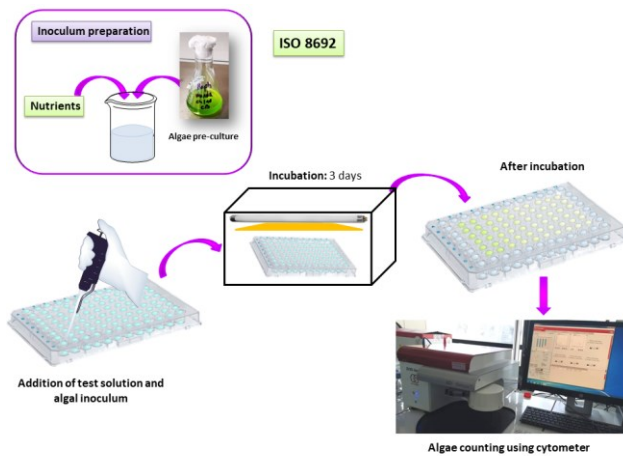 Inoculum preparation
ISO 8692
Nutrients
Algae pre-culture
Incubation: 3 days
After incubation
Addition of test solution and
algal inoculum
Algae counting using cytometer